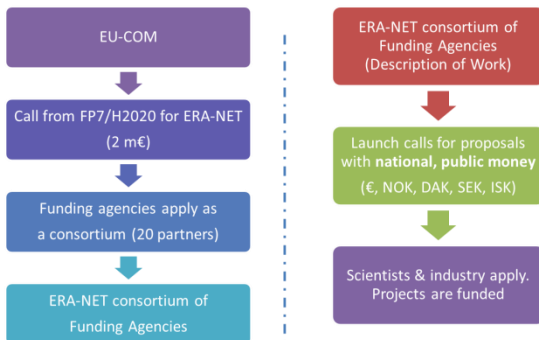 EU-COM
Call from FP7/H2020 for ERA-NET
(2 m€)
Funding agencies apply as
a consortium (20 partners)
ERA-NET consortium of
Funding Agencies
ERA-NET consortium of
Funding Agencies
(Description of Work)
Launch calls for proposals
with national, public money
(€, NOK, DAK, SEK, ISK)
Scientists & industry apply.
Projects are funded